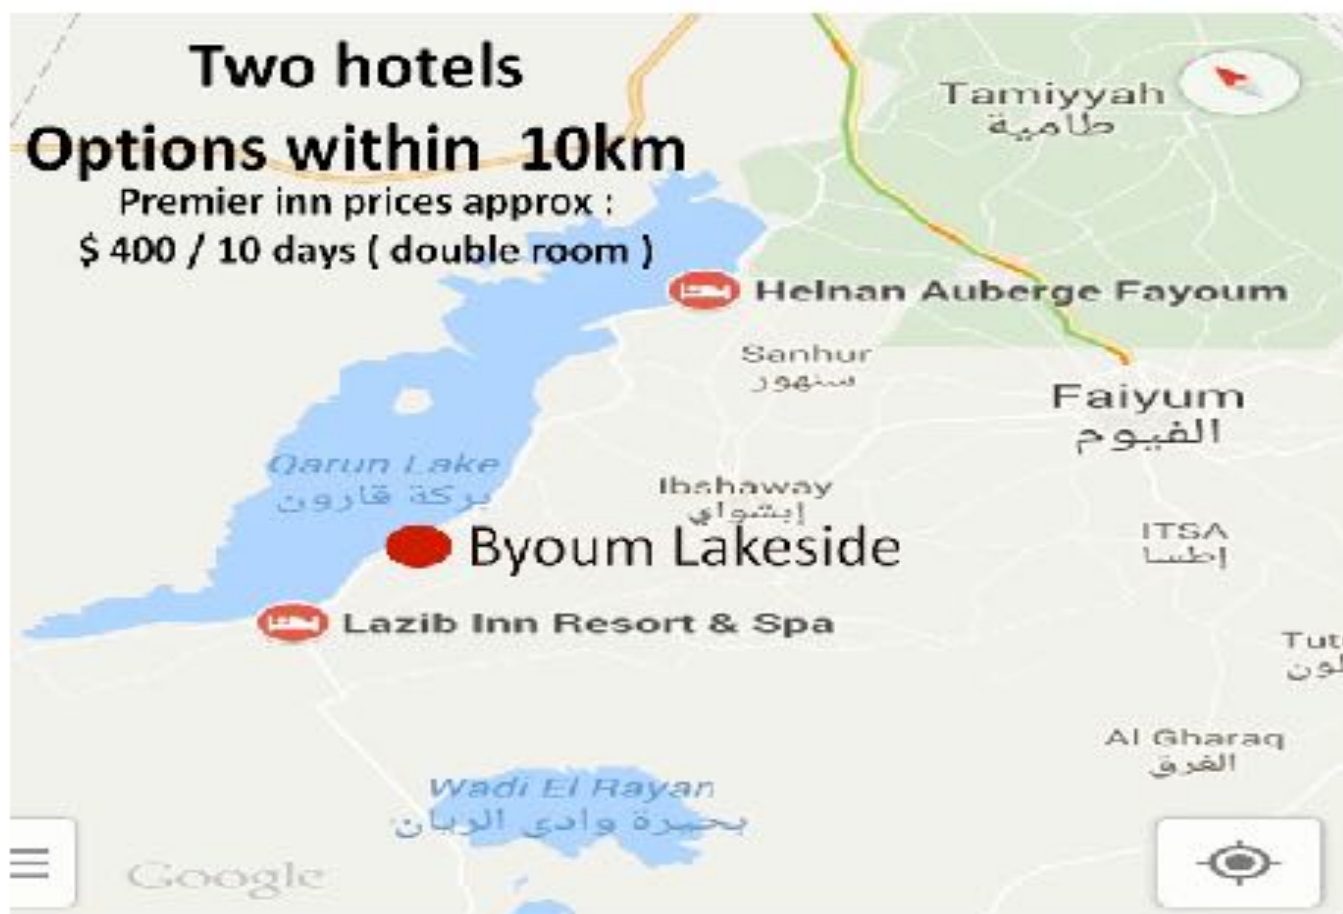 Two hotels
Options within 10km
Premier inn prices approx :
$ 400 / 10 days ( double room )
Tamiyyah
طامية
Helnan Auberge Fayoum
Sanhur
سنهور
Faiyum
الفيوم
Qarun Lake
بركة قارون
Ibshaway
إبشواي
ITSA
إطسا
Byoum Lakeside
Lazib Inn Resort & Spa
Tut
لون
Al Gharaq
الغرق
Wadi El Rayan
بحيرة وادي الريان
Google